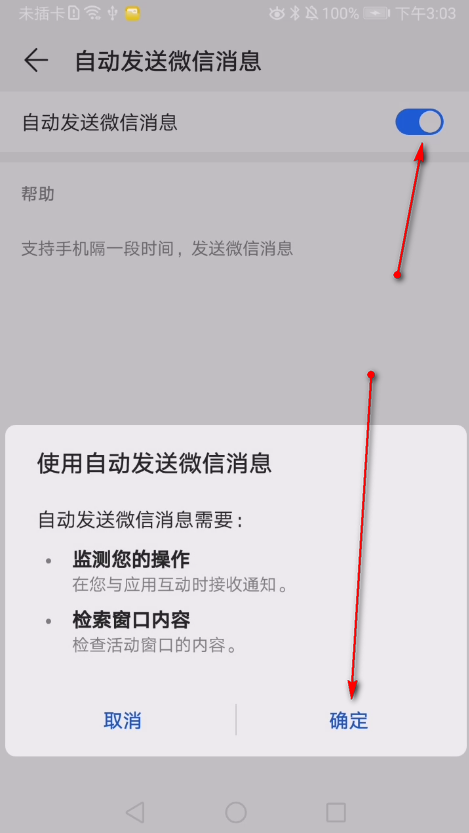 未插卡 100% 下午3:03
自动发送微信消息
自动发送微信消息
帮助
支持手机隔一段时间，发送微信消息
使用自动发送微信消息
自动发送微信消息需要：
• 监测您的操作
在您与应用互动时接收通知。
• 检索窗口内容
检查活动窗口的内容。
取消 确定